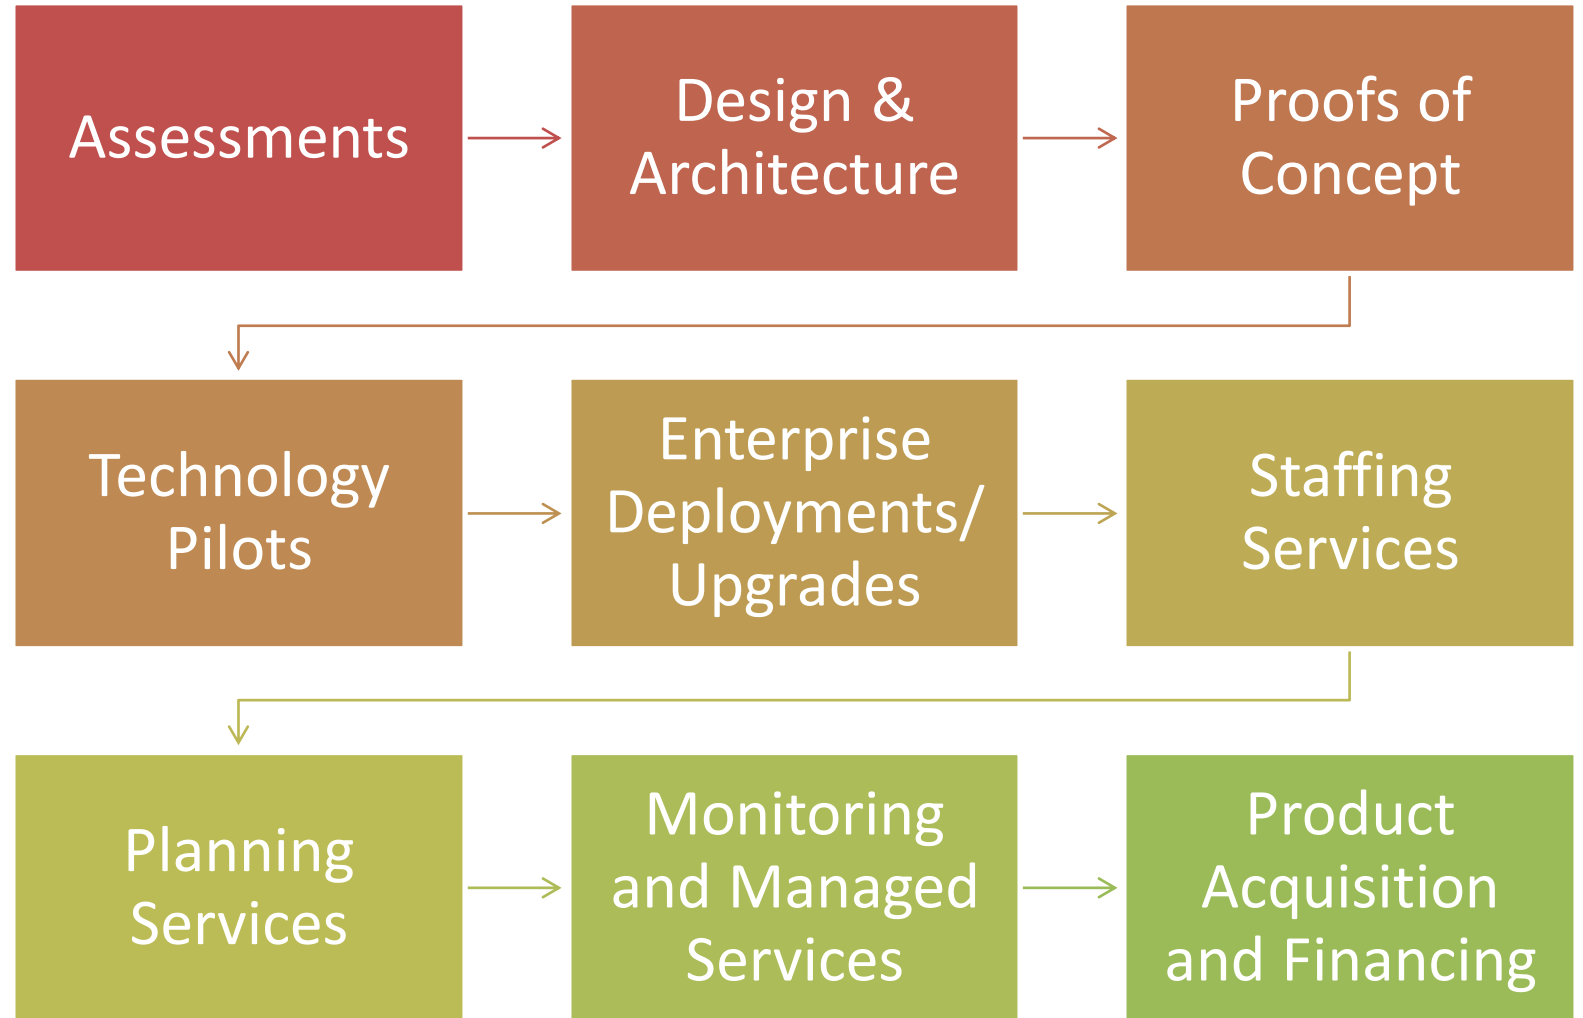 Assessments
Design &
Architecture
Proofs of
Concept
Technology
Pilots
Enterprise
Deployments/
Upgrades
Staffing
Services
Planning
Services
Monitoring
and Managed
Services
Product
Acquisition
and Financing